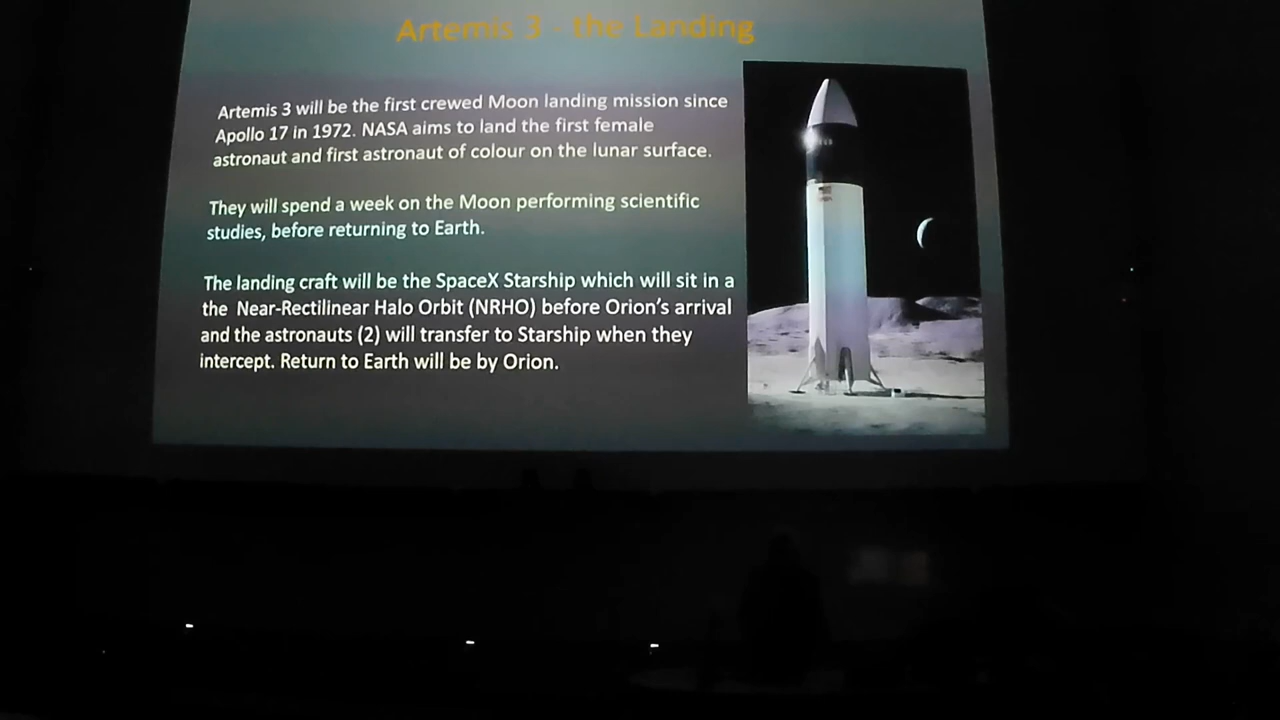 Artemis 3 - the Landing
Artemis 3 will be the first crewed Moon landing mission since
Apollo 17 in 1972. NASA aims to land the first female
astronaut and first astronaut of colour on the lunar surface.
They will spend a week on the Moon performing scientific
studies, before returning to Earth.
The landing craft will be the SpaceX Starship which will sit in a
the Near-Rectilinear Halo Orbit (NRHO) before Orion's arrival
and the astronauts (2) will transfer to Starship when they
intercept. Return to Earth will be by Orion.